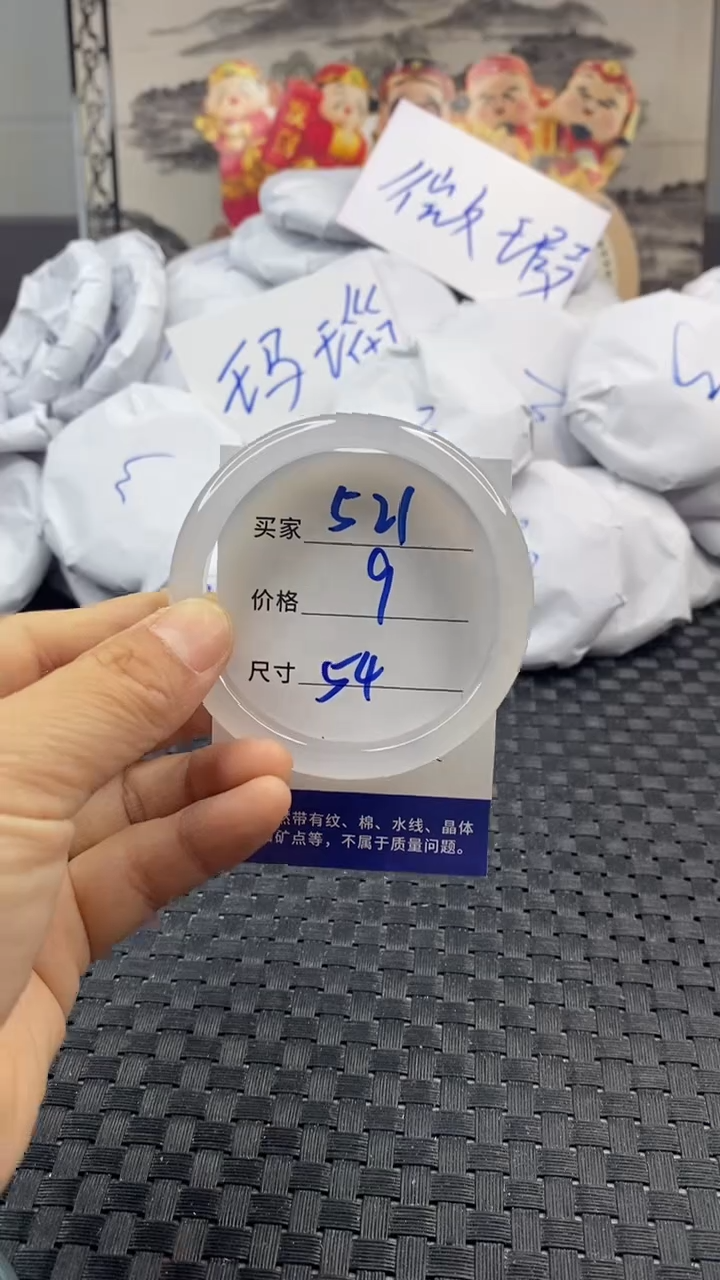 微瑕
玛瑙
买家 521
价格 9
尺寸 54
然带有纹、棉、水线、晶体
矿点等，不属于质量问题。